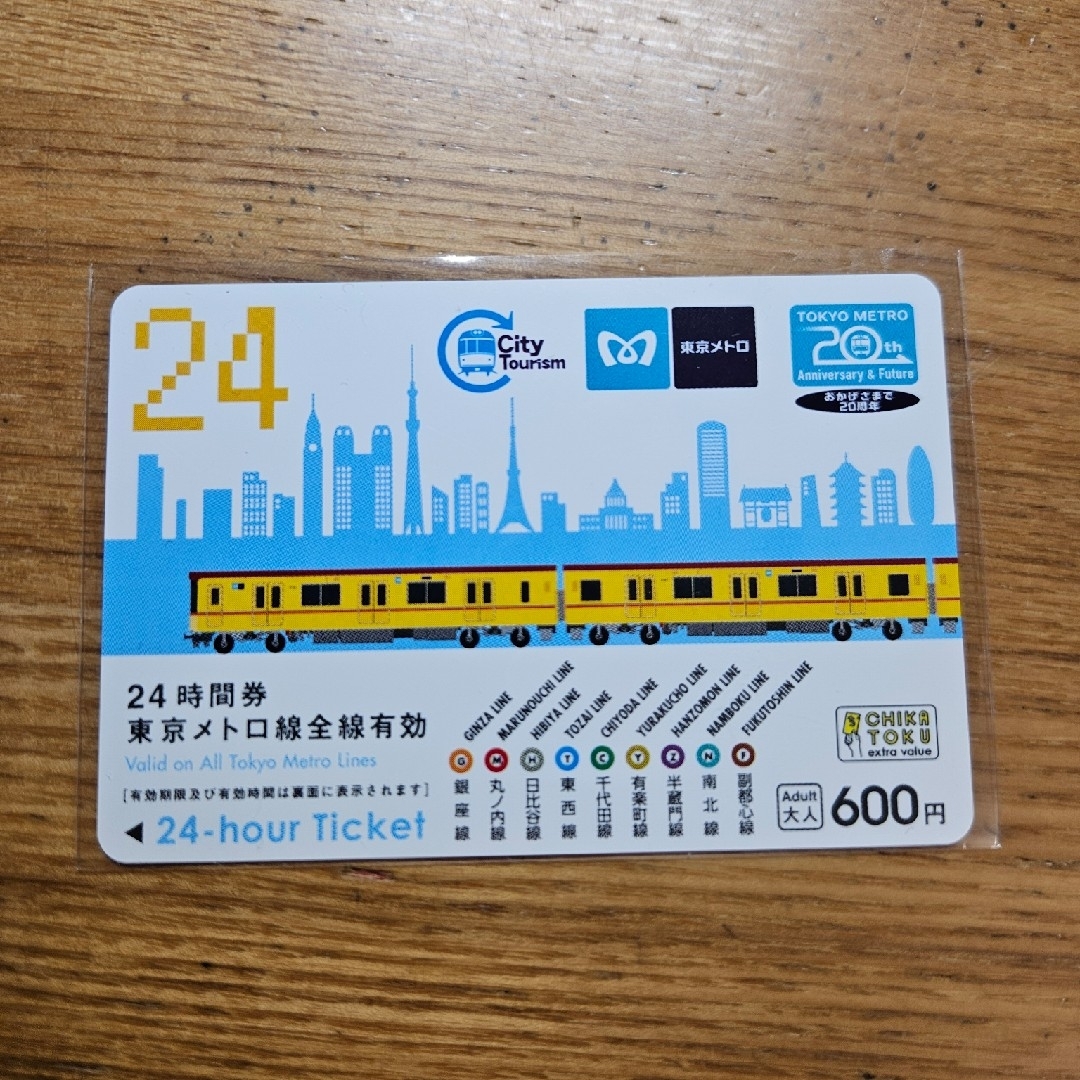 24
City
Tourism
東京メトロ
TOKYO METRO
20th
Anniversary & Future
おかげさまで
20周年
24時間券
東京メトロ線全線有効
Valid on All Tokyo Metro Lines
[有効期限及び有効時間は裏面に表示されます]
24-hour Ticket
GINZA LINE
MARUNOUCHI LINE
HIBIYA LINE
TOZAI LINE
CHIYODA LINE
YURAKUCHO LINE
HANZOMON LINE
NAMBOKU LINE
FUKUTOSHIN LINE
G M H T C Y Z N F
銀座線
丸ノ内線
日比谷線
東西線
千代田線
有楽町線
半蔵門線
南北線
副都心線
CHIKA
TOKU
extra value
Adult
大人
600円